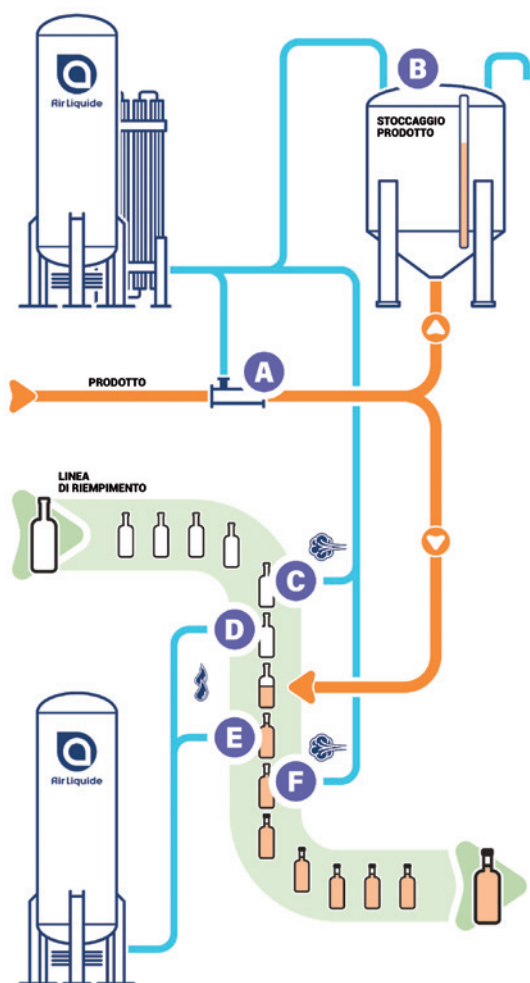 Air Liquide
B
STOCCAGGIO
PRODOTTO
A
PRODOTTO
LINEA
DI RIEMPIMENTO
C
D
E
F
Air Liquide